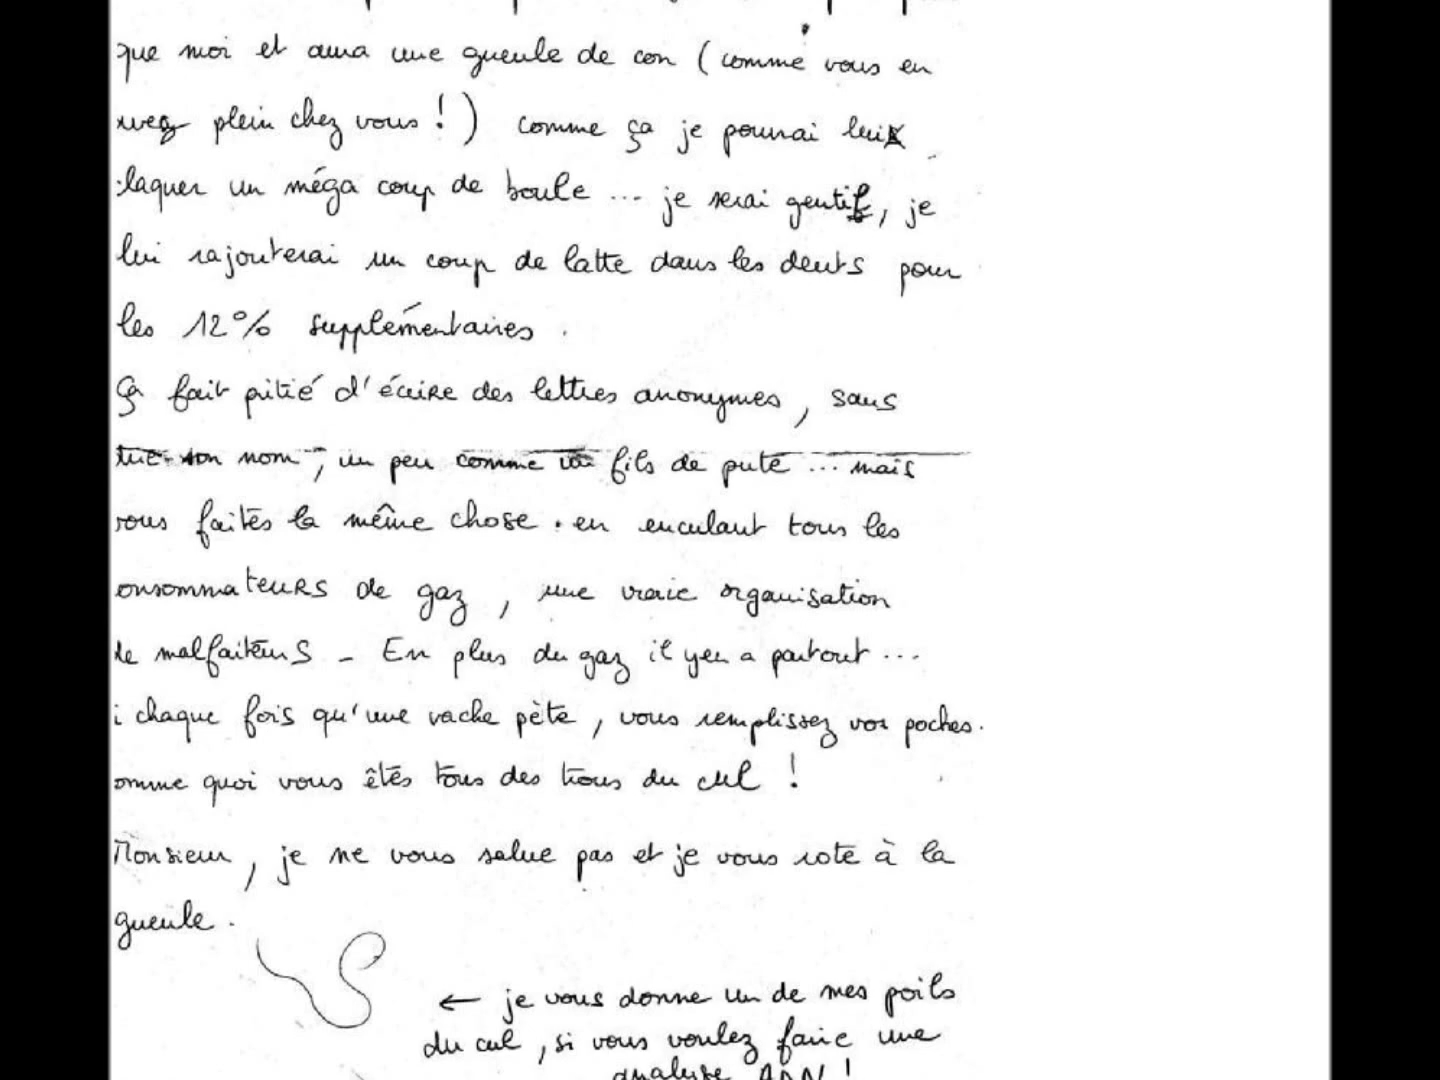 que moi et aura une gueule de con (comme vous en
avez plein chez vous !) comme ça je pourrai lui
claquer un méga coup de boule ... je serai gentil, je
lui rajouterai un coup de latte dans les dents pour
les 12% supplémentaires.
Ça fait pitié d'écrire des lettres anonymes, sans
son nom, un peu comme un fils de pute ... mais
vous faites la même chose. en enculant tous les
onsommateurs de gaz, une vraie organisation
de malfaiteurs - En plus du gaz il yen a partout ...
i chaque fois qu'une vache pète, vous remplissez vos poches.
omme quoi vous êtes tous des trous du cul !
Monsieur, je ne vous salue pas et je vous rote à la
gueule.
← je vous donne un de mes poils
du cul, si vous voulez faire une
analyse ADN !